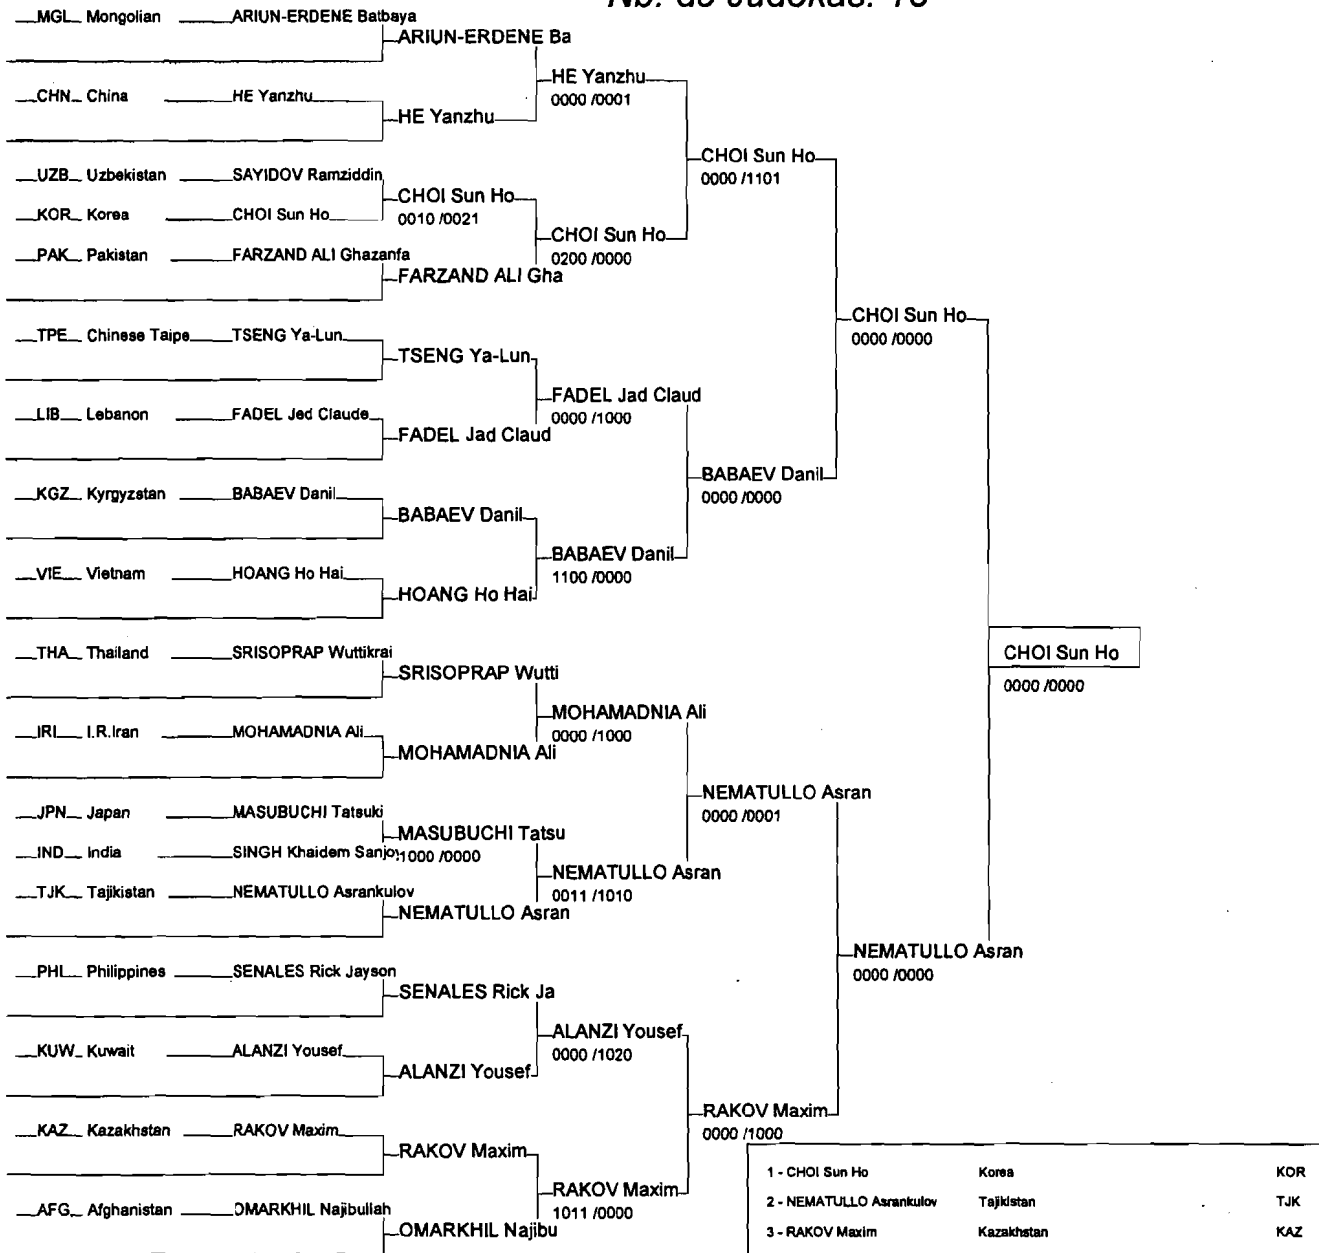 Nb. de Judokas: 18
MGL Mongolian ARIUN-ERDENE Batbaya
ARIUN-ERDENE Ba
HE Yanzhu
0000 /0001
CHN China HE Yanzhu
HE Yanzhu
CHOI Sun Ho
0000 /1101
UZB Uzbekistan SAYIDOV Ramziddin
CHOI Sun Ho
0010 /0021
KOR Korea CHOI Sun Ho
CHOI Sun Ho
0200 /0000
PAK Pakistan FARZAND ALI Ghazanfa
FARZAND ALI Gha
CHOI Sun Ho
0000 /0000
TPE Chinese Taipe TSENG Ya-Lun
TSENG Ya-Lun
FADEL Jad Claud
0000 /1000
LIB Lebanon FADEL Jed Claude
FADEL Jad Claud
BABAEV Danil
0000 /0000
KGZ Kyrgyzstan BABAEV Danil
BABAEV Danil
BABAEV Danil
1100 /0000
VIE Vietnam HOANG Ho Hai
HOANG Ho Hai
CHOI Sun Ho
0000 /0000
THA Thailand SRISOPRAP Wuttikrai
SRISOPRAP Wutti
MOHAMADNIA Ali
0000 /1000
IRI I.R.Iran MOHAMADNIA Ali
MOHAMADNIA Ali
NEMATULLO Asran
0000 /0001
JPN Japan MASUBUCHI Tatsuki
MASUBUCHI Tatsu
1000 /0000
IND India SINGH Khaidem Sanjoy
NEMATULLO Asran
0011 /1010
TJK Tajikistan NEMATULLO Asrankulov
NEMATULLO Asran
NEMATULLO Asran
0000 /0000
PHI Philippines SENALES Rick Jayson
SENALES Rick Ja
ALANZI Yousef
0000 /1020
KUW Kuwait ALANZI Yousef
ALANZI Yousef
RAKOV Maxim
0000 /1000
KAZ Kazakhstan RAKOV Maxim
RAKOV Maxim
RAKOV Maxim
1011 /0000
AFG Afghanistan OMARKHIL Najibullah
OMARKHIL Najibu
1 - CHOI Sun Ho Korea KOR
2 - NEMATULLO Asrankulov Tajikistan TJK
3 - RAKOV Maxim Kazakhstan KAZ